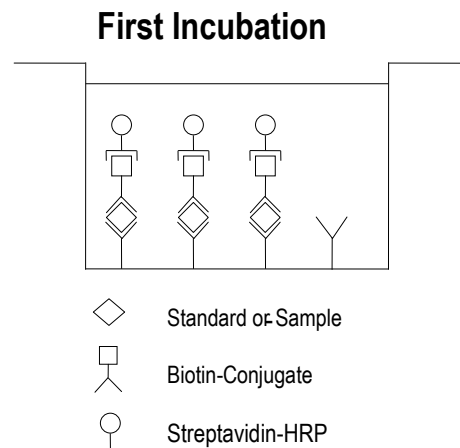 First Incubation
Standard or Sample
Biotin-Conjugate
Streptavidin-HRP